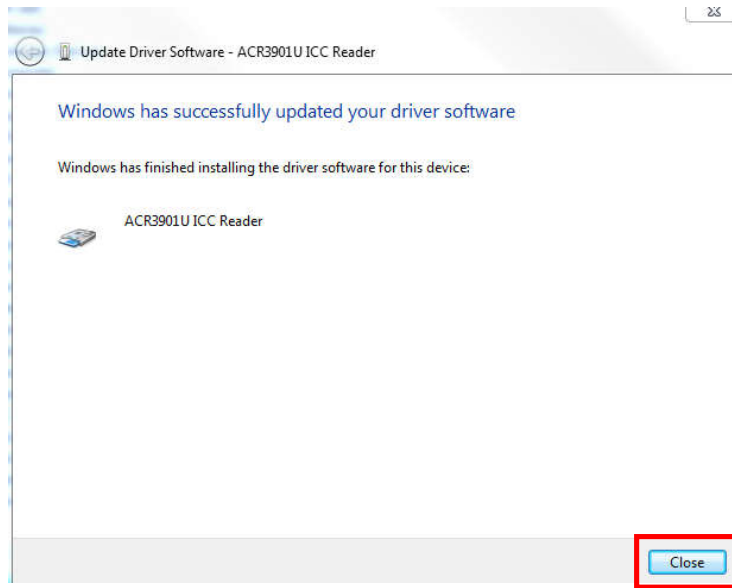 Update Driver Software - ACR3901U ICC Reader
Windows has successfully updated your driver software
Windows has finished installing the driver software for this device:
ACR3901U ICC Reader
Close